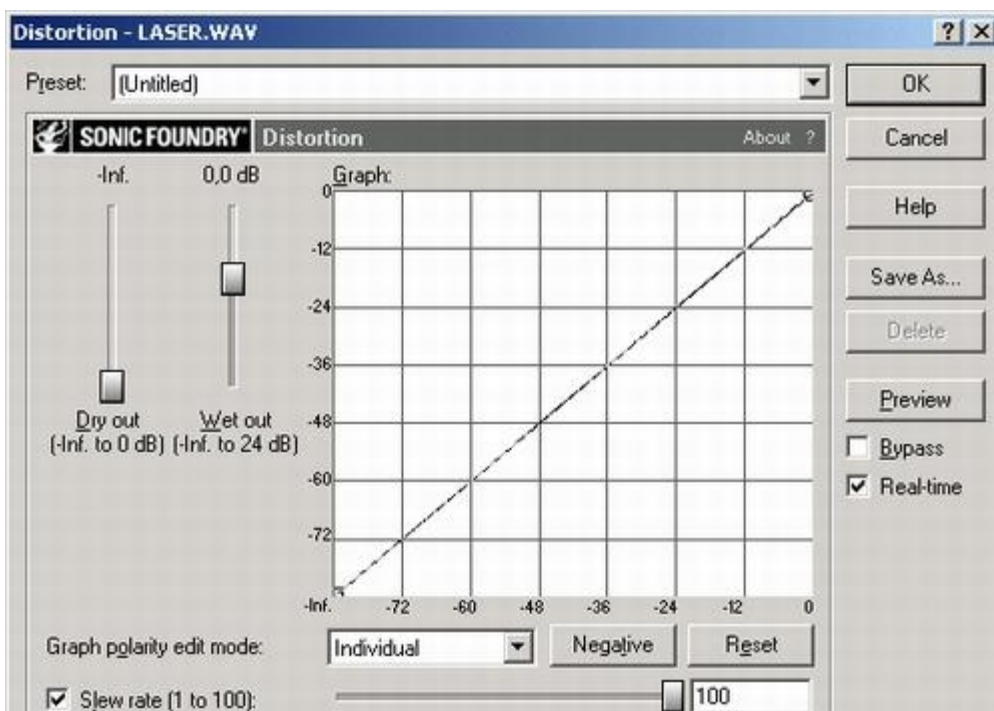 Distortion - LASER.WAV
Preset: (Untitled)
OK
SONIC FOUNDRY Distortion About ?
Cancel
-Inf. 0,0 dB Graph:
Help
Save As...
Delete
Preview
Bypass
Real-time
Dry out Wet out
(-Inf. to 0 dB) (-Inf. to 24 dB)
0
-12
-24
-36
-48
-60
-72
-Inf. -72 -60 -48 -36 -24 -12 0
Graph polarity edit mode: Individual Negative Reset
Slew rate (1 to 100): 100